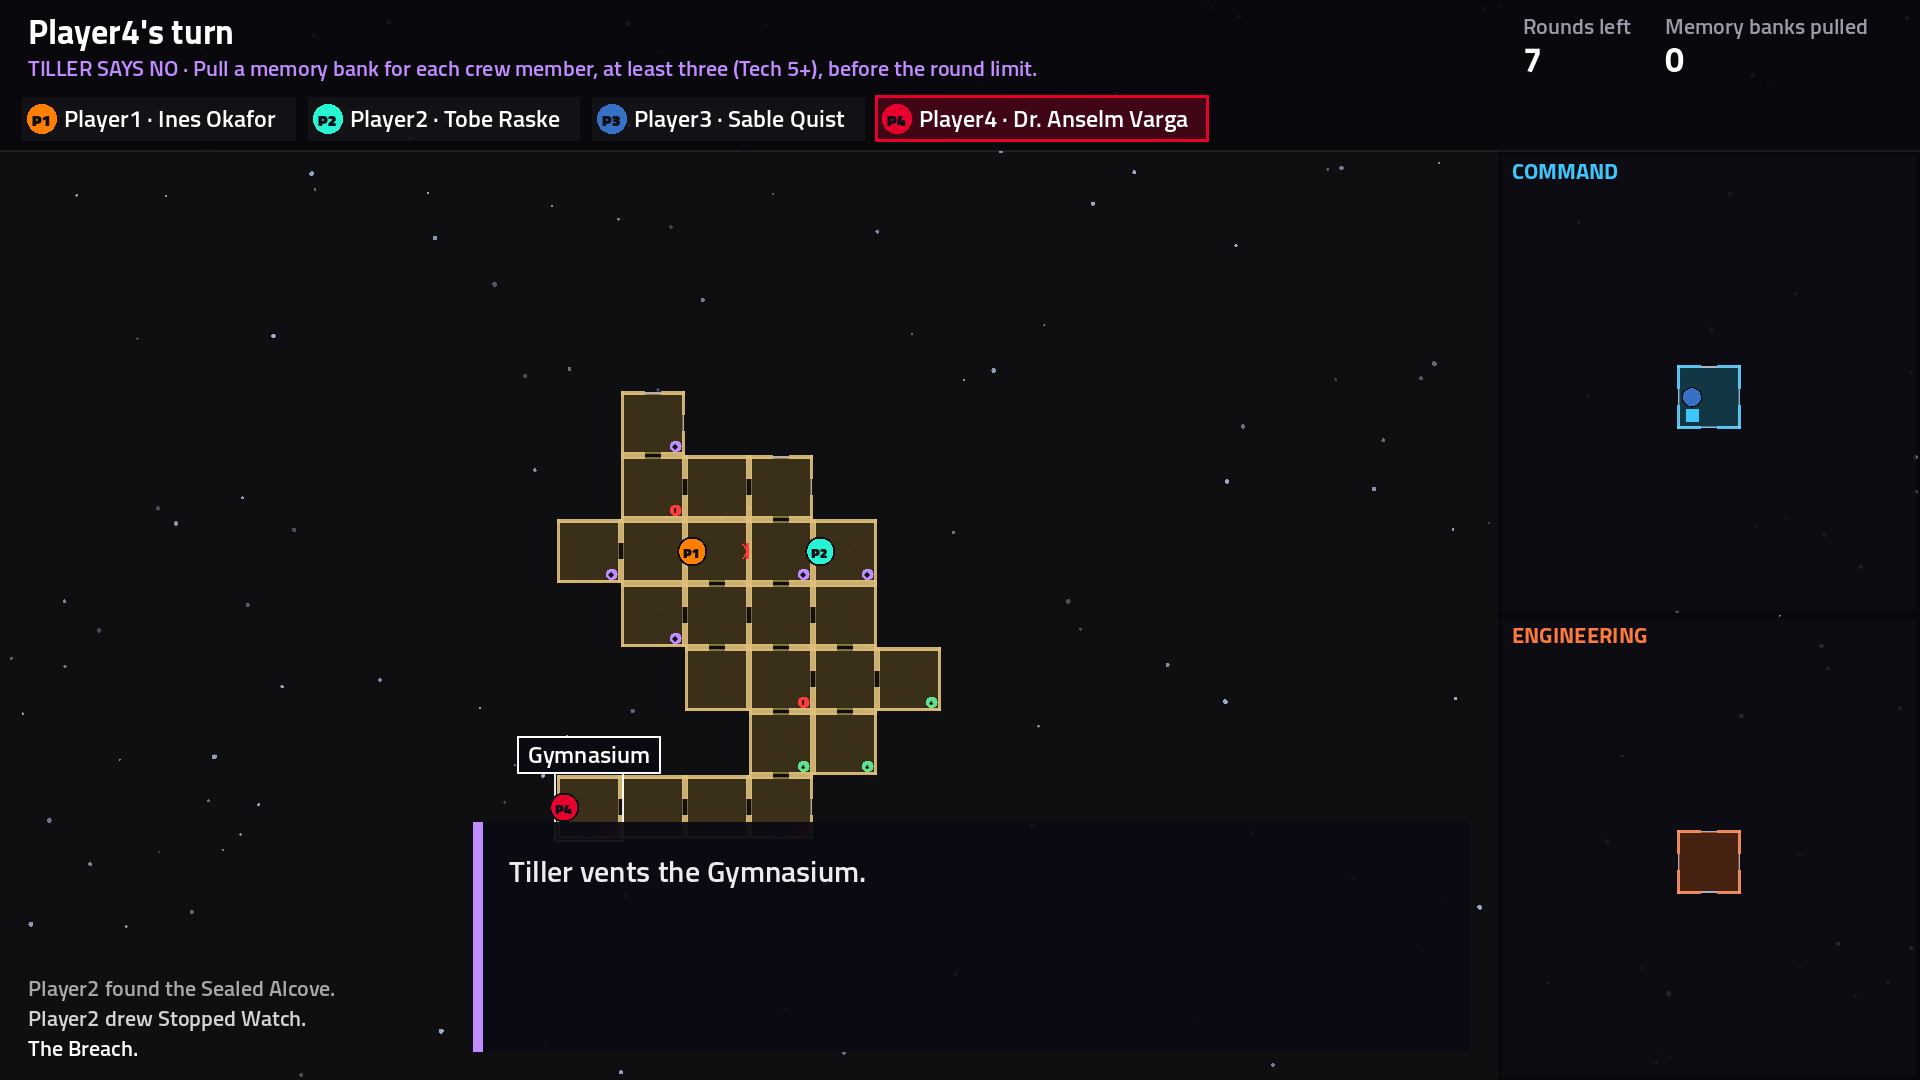 Player4's turn
TILLER SAYS NO · Pull a memory bank for each crew member, at least three (Tech 5+), before the round limit.
Rounds left
7
Memory banks pulled
0
P1 Player1 · Ines Okafor
P2 Player2 · Tobe Raske
P3 Player3 · Sable Quist
P4 Player4 · Dr. Anselm Varga
COMMAND
P1
P2
ENGINEERING
Gymnasium
P4
Tiller vents the Gymnasium.
Player2 found the Sealed Alcove.
Player2 drew Stopped Watch.
The Breach.